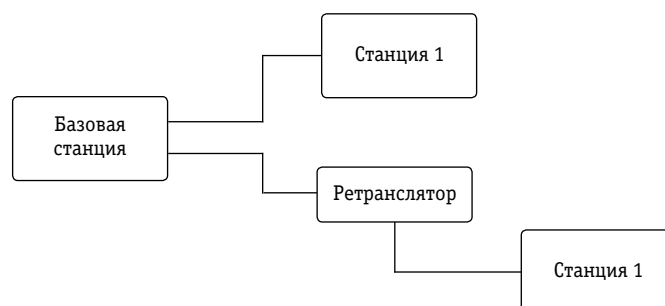 Станция 1
Базовая
станция
Ретранслятор
Станция 1